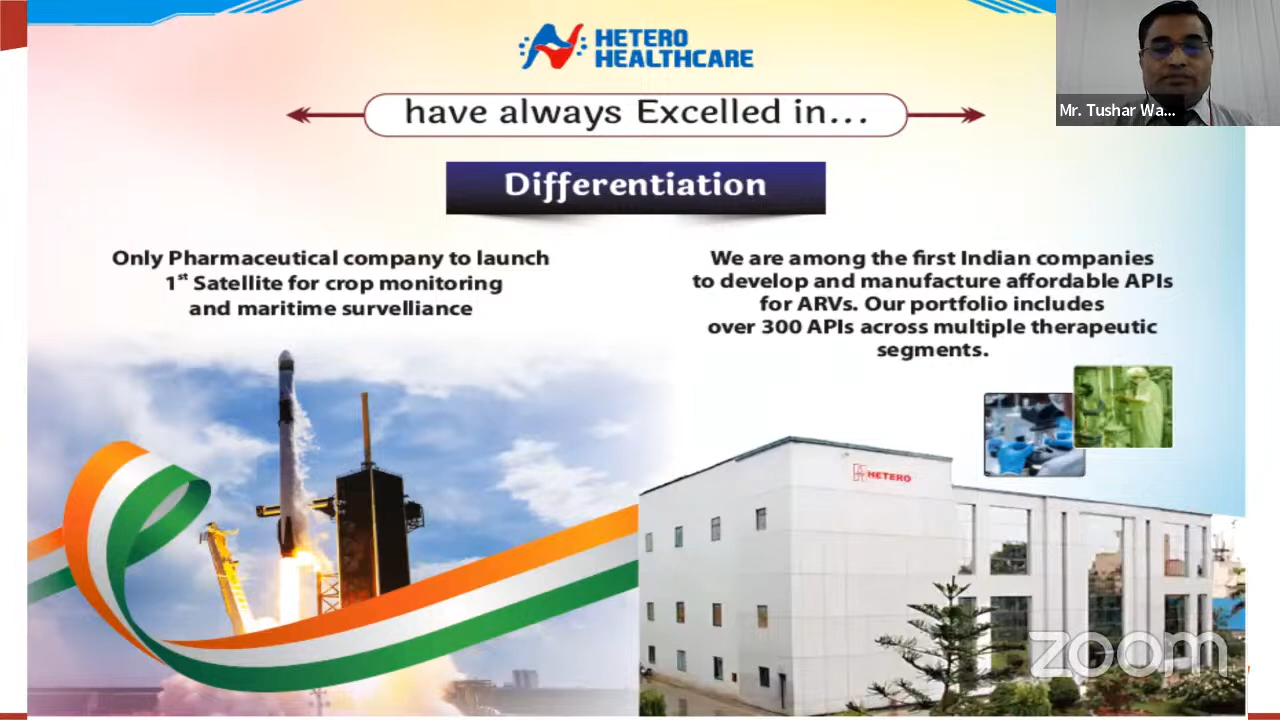 HETERO
HEALTHCARE
have always Excelled in...
Mr. Tushar Wa...
Differentiation
Only Pharmaceutical company to launch
1st Satellite for crop monitoring
and maritime survelliance
We are among the first Indian companies
to develop and manufacture affordable APIs
for ARVs. Our portfolio includes
over 300 APIs across multiple therapeutic
segments.
HETERO
zoom